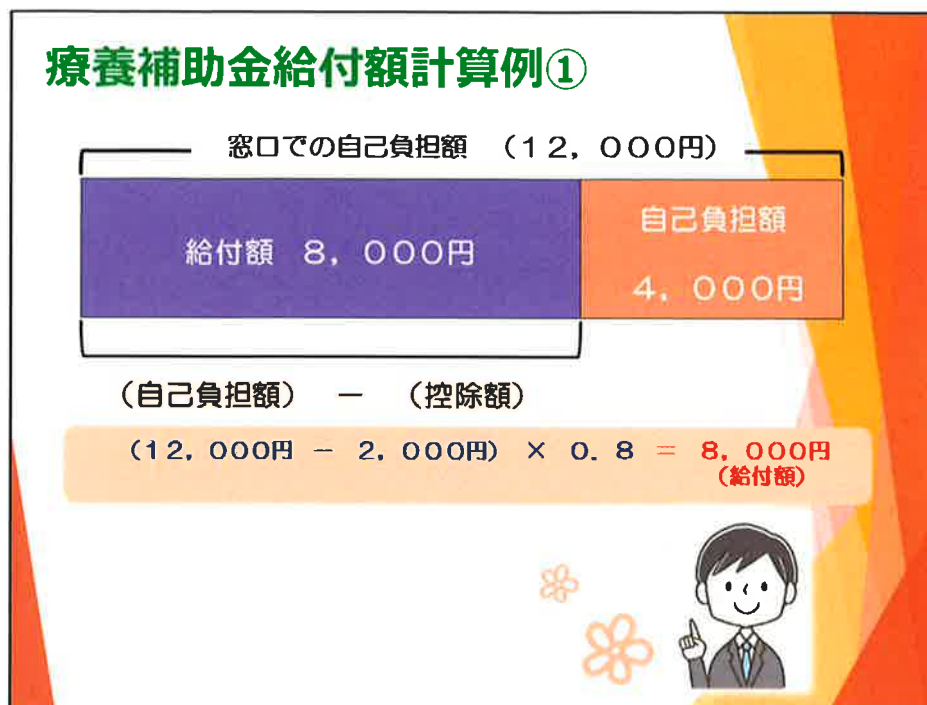 療養補助金給付額計算例①
窓口での自己負担額 （１２，０００円）
給付額 ８，０００円
自己負担額
４，０００円
（自己負担額） － （控除額）
（１２，０００円 － ２，０００円） × ０．８ ＝ ８，０００円
（給付額）